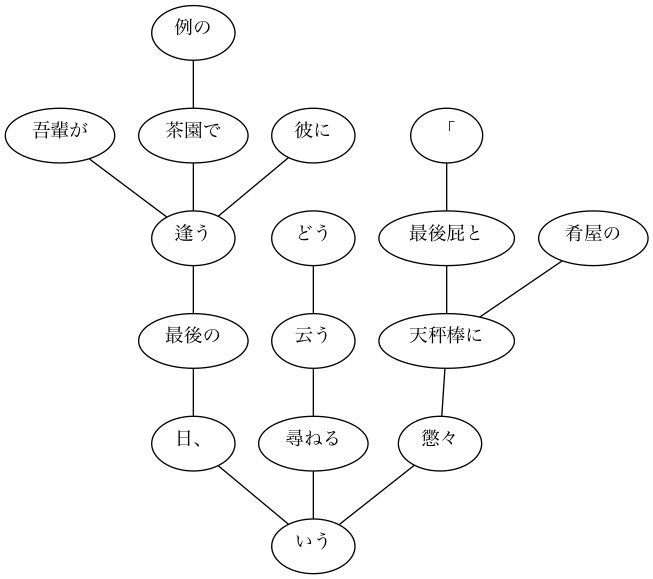 例の
吾輩が 茶園で 彼に 「
逢う どう 最後屁と 肴屋の
最後の 云う 天秤棒に
日、 尋ねる 懲々
いう